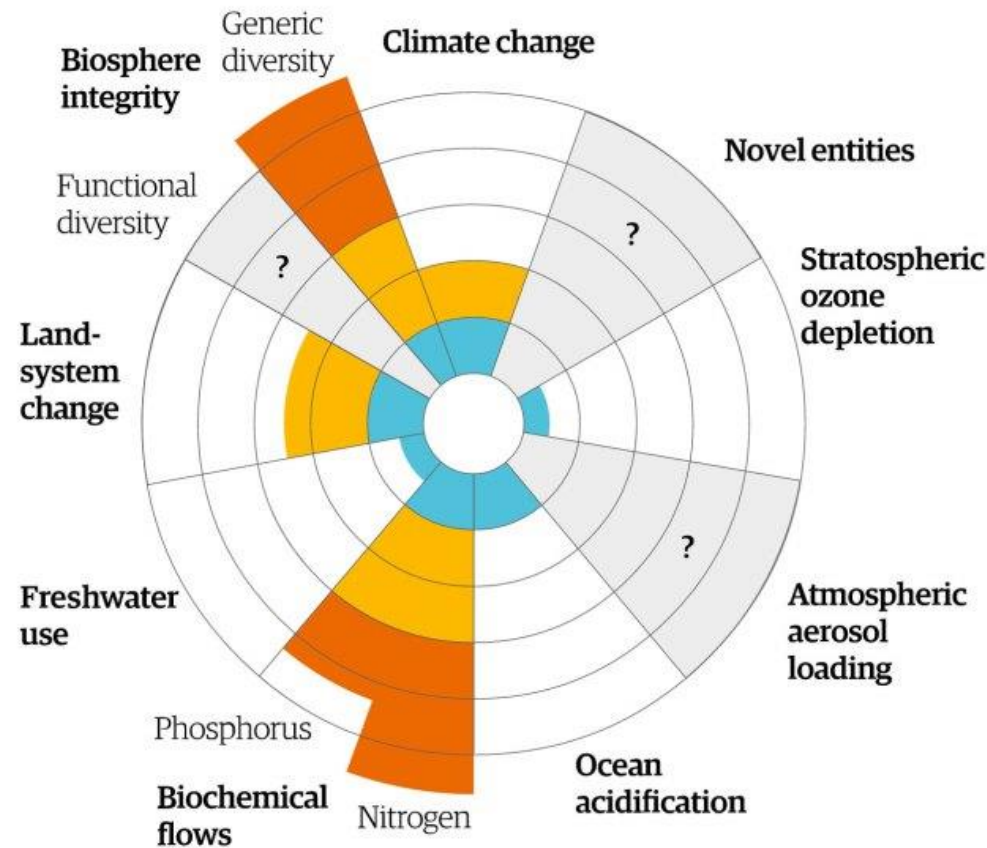 Generic
diversity
Biosphere
integrity
Climate change
Novel entities
?
Functional
diversity
?
Stratospheric
ozone
depletion
Land-
system
change
?
Freshwater
use
Atmospheric
aerosol
loading
Phosphorus
Biochemical
flows
Nitrogen
Ocean
acidification